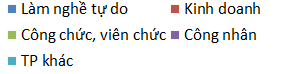 Làm nghề tự do Kinh doanh
Công chức, viên chức Công nhân
TP khác